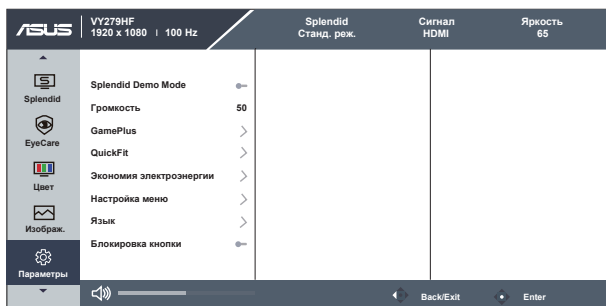 ASUS
VY279HF
1920 x 1080 | 100 Hz
Splendid
Станд. реж.
Сигнал
HDMI
Яркость
65
Splendid
EyeCare
Цвет
Изображ.
Параметры
Splendid Demo Mode
Громкость 50
GamePlus
QuickFit
Экономия электроэнергии
Настройка меню
Язык
Блокировка кнопки
Back/Exit
Enter